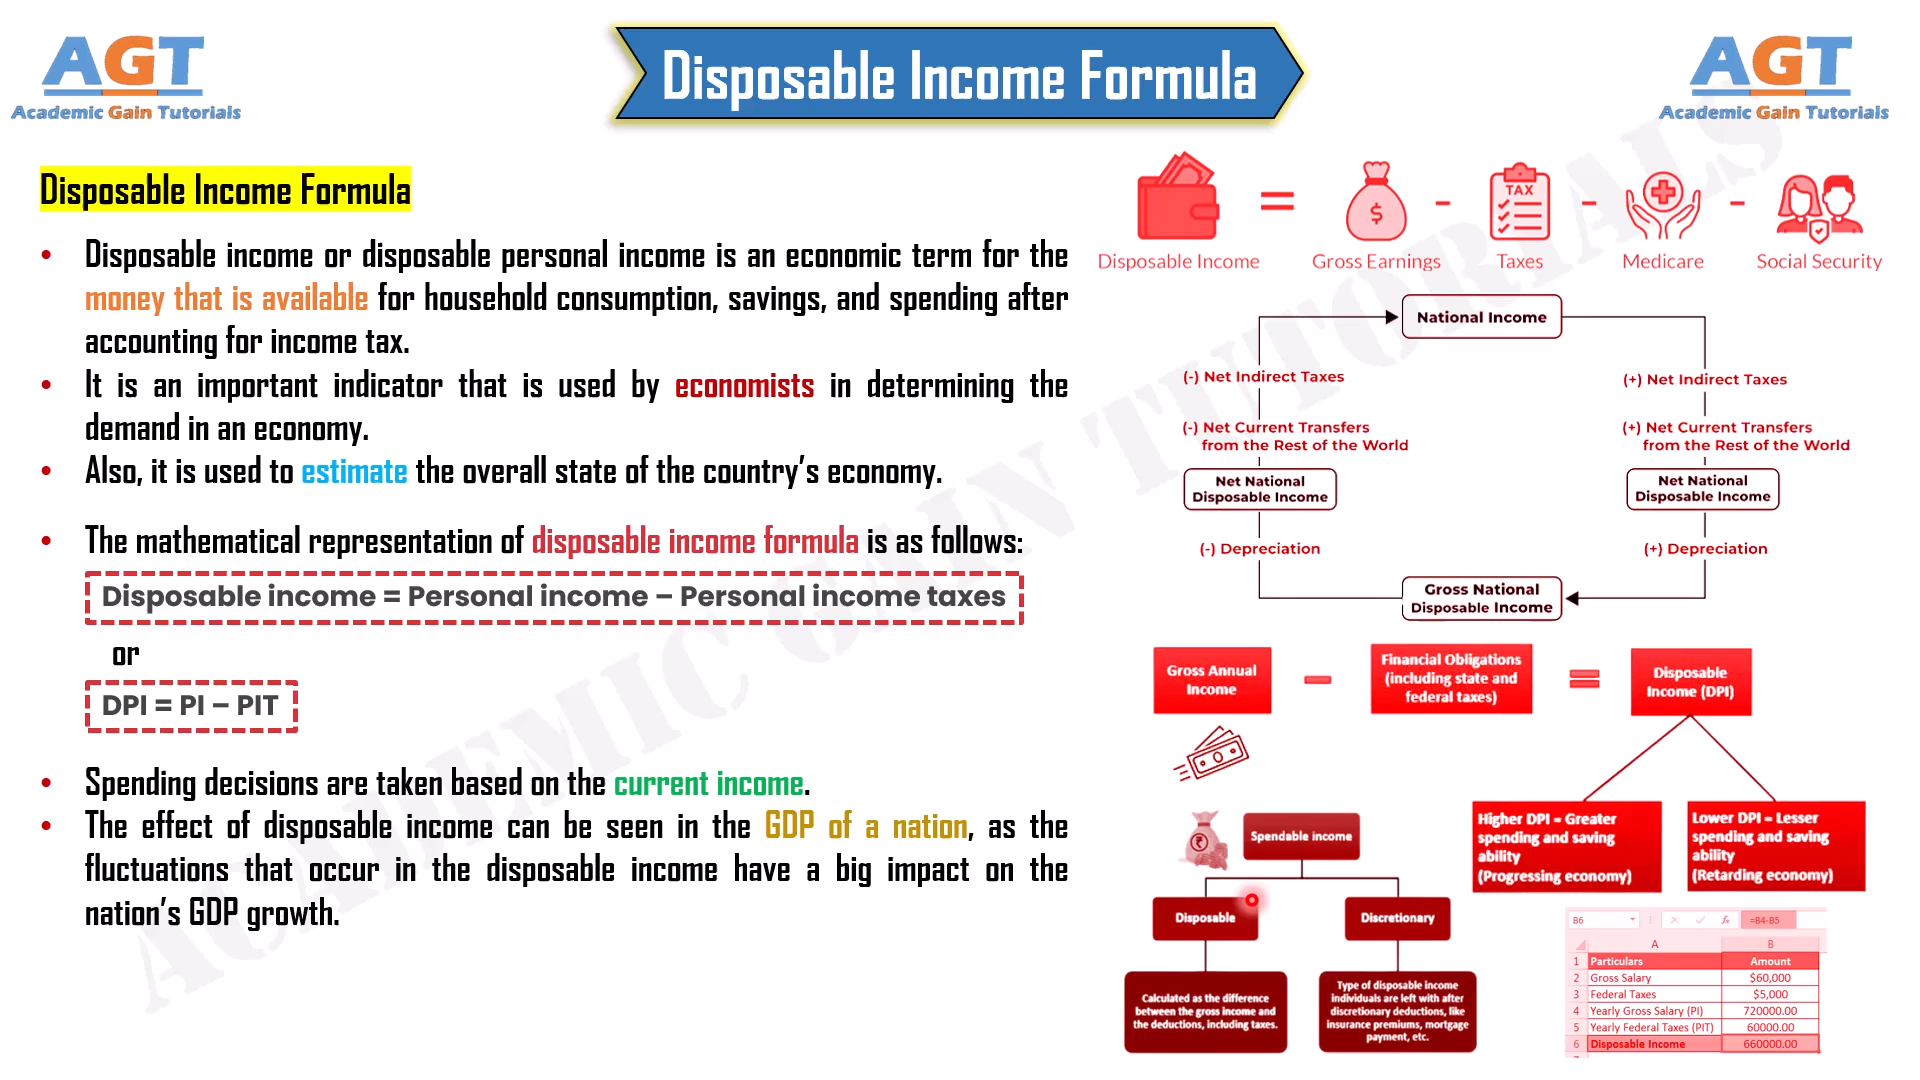 AGT
Academic Gain Tutorials
Disposable Income Formula
AGT
Academic Gain Tutorials
Disposable Income Formula
• Disposable income or disposable personal income is an economic term for the
money that is available for household consumption, savings, and spending after
accounting for income tax.
• It is an important indicator that is used by economists in determining the
demand in an economy.
• Also, it is used to estimate the overall state of the country's economy.
• The mathematical representation of disposable income formula is as follows:
Disposable income = Personal income – Personal income taxes
or
DPI = PI – PIT
• Spending decisions are taken based on the current income.
• The effect of disposable income can be seen in the GDP of a nation, as the
fluctuations that occur in the disposable income have a big impact on the
nation's GDP growth.
TAX
$
= - - -
Disposable Income Gross Earnings Taxes Medicare Social Security
National Income
(-) Net Indirect Taxes
(-) Net Current Transfers
from the Rest of the World
Net National
Disposable Income
(-) Depreciation
(+) Net Indirect Taxes
(+) Net Current Transfers
from the Rest of the World
Net National
Disposable Income
(+) Depreciation
Gross National
Disposable Income
Gross Annual
Income
-
Financial Obligations
(including state and
federal taxes)
=
Disposable
Income (DPI)
Higher DPI = Greater
spending and saving
ability
(Progressing economy)
Lower DPI = Lesser
spending and saving
ability
(Retarding economy)
₹
Spendable income
Disposable
Discretionary
Calculated as the difference
between the gross income and
the deductions, including taxes.
Type of disposable income
individuals are left with after
discretionary deductions, like
insurance premiums, mortgage
payment, etc.
B6 fx =B4-B5
A B
1 Particulars Amount
2 Gross Salary $60,000
3 Federal Taxes $5,000
4 Yearly Gross Salary (PI) 720000.00
5 Yearly Federal Taxes (PIT) 60000.00
6 Disposable Income 660000.00
ACADEMIC GAIN TUTORIALS